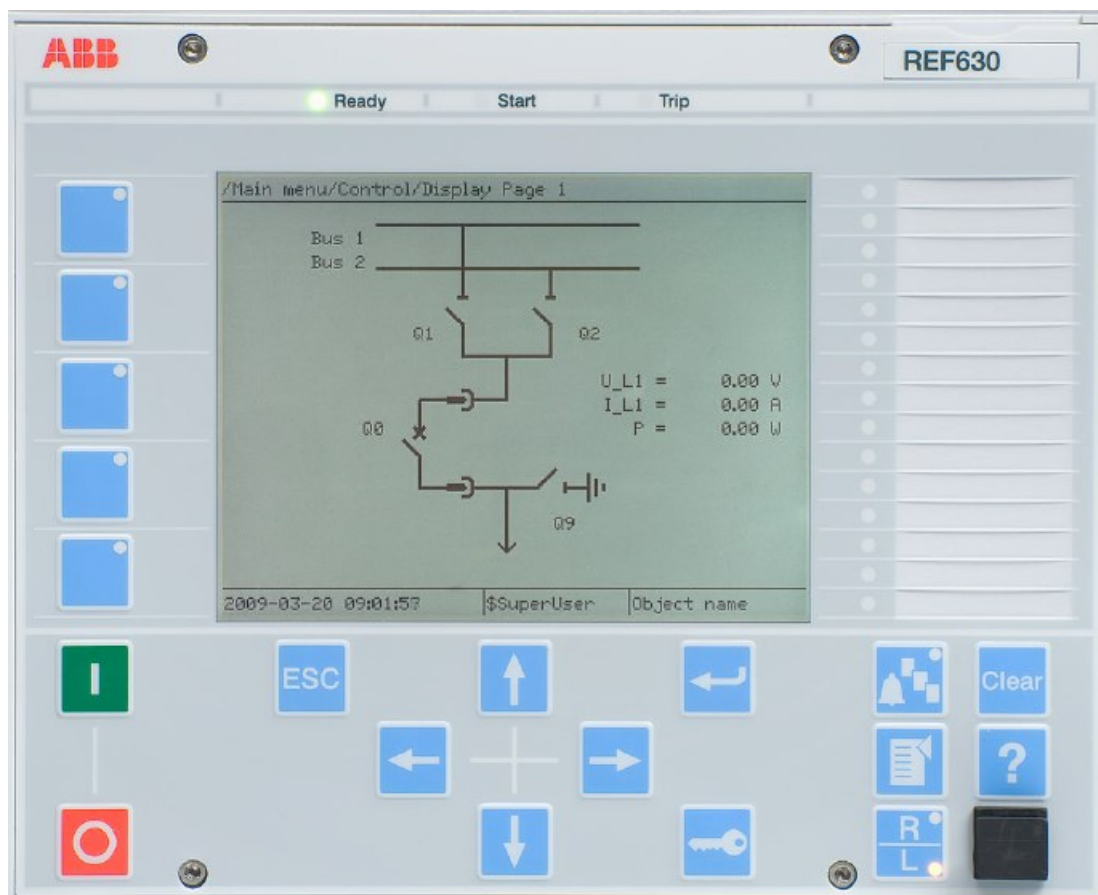 ABB
REF630
Ready Start Trip
/Main menu/Control/Display Page 1
Bus 1
Bus 2
Q1 Q2
U_L1 = 0.00 V
I_L1 = 0.00 A
Q0
P = 0.00 W
Q9
2009-03-20 09:01:57 $SuperUser Object name
I
ESC
Clear
?
O
R
L